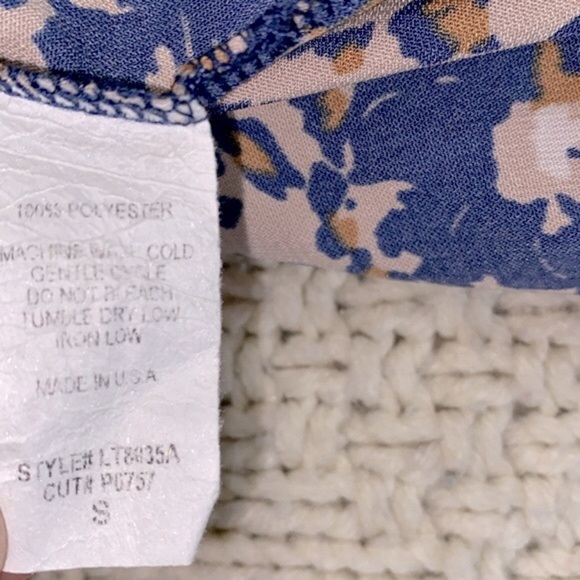 100% POLYESTER
MACHINE WASH COLD
GENTLE CYCLE
DO NOT BLEACH
TUMBLE DRY LOW
IRON LOW
MADE IN U.S.A
STYLE# LT8035A
CUT# P0757
S